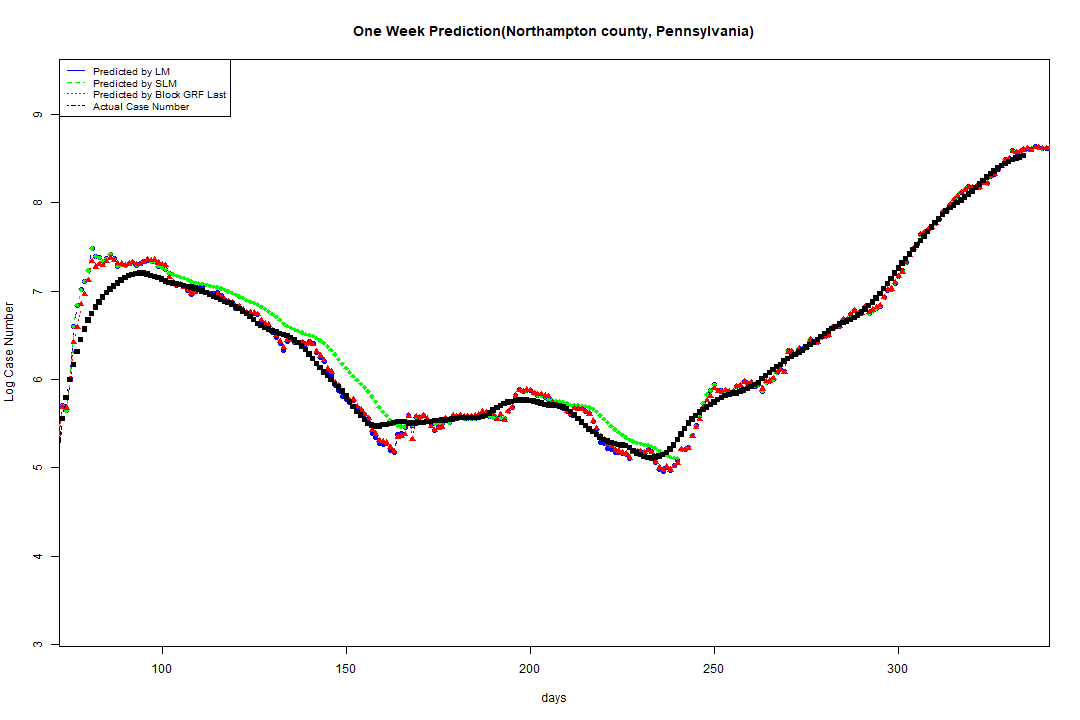 One Week Prediction(Northampton county, Pennsylvania)
Predicted by LM
Predicted by SLM
Predicted by Block GRF Last
Actual Case Number
Log Case Number
9
8
7
6
5
4
3
100 150 200 250 300
days